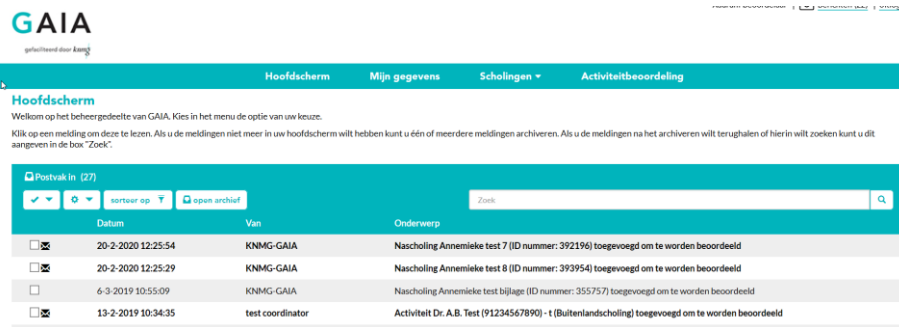 GAIA
gefaciliteerd door knmg
Hoofdscherm Mijn gegevens Scholingen Activiteitbeoordeling
Hoofdscherm
Welkom op het beheergedeelte van GAIA. Kies in het menu de optie van uw keuze.
Klik op een melding om deze te lezen. Als u de meldingen niet meer in uw hoofdscherm wilt hebben kunt u één of meerdere meldingen archiveren. Als u de meldingen na het archiveren wilt terughalen of hierin wilt zoeken kunt u dit
aangeven in de box "Zoek".
Postvak in (27)
sorteer op open archief Zoek
Datum Van Onderwerp
20-2-2020 12:25:54 KNMG-GAIA Nascholing Annemieke test 7 (ID nummer: 392196) toegevoegd om te worden beoordeeld
20-2-2020 12:25:29 KNMG-GAIA Nascholing Annemieke test 8 (ID nummer: 393954) toegevoegd om te worden beoordeeld
6-3-2019 10:55:09 KNMG-GAIA Nascholing Annemieke test bijlage (ID nummer: 355757) toegevoegd om te worden beoordeeld
13-2-2019 10:34:35 test coordinator Activiteit Dr. A.B. Test (91234567890) - t (Buitenlandscholing) toegevoegd om te worden beoordeeld